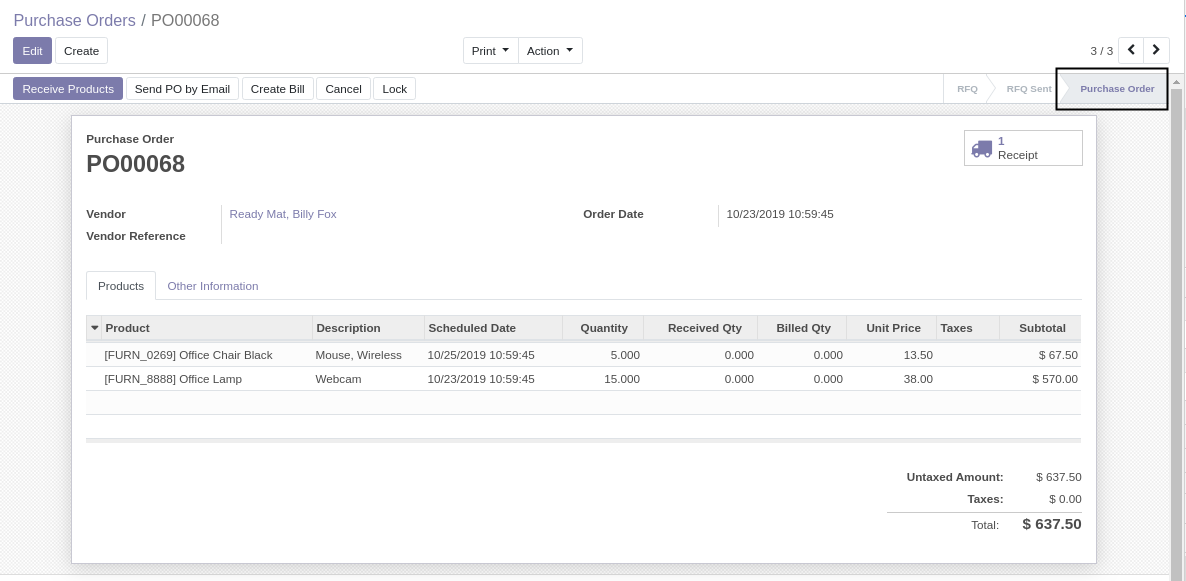 Purchase Orders / PO00068
Edit Create Print Action 3 / 3
Receive Products Send PO by Email Create Bill Cancel Lock RFQ RFQ Sent Purchase Order
Purchase Order
PO00068
1
Receipt
Vendor Ready Mat, Billy Fox Order Date 10/23/2019 10:59:45
Vendor Reference
Products Other Information
Product Description Scheduled Date Quantity Received Qty Billed Qty Unit Price Taxes Subtotal
[FURN_0269] Office Chair Black Mouse, Wireless 10/25/2019 10:59:45 5.000 0.000 0.000 13.50 $ 67.50
[FURN_8888] Office Lamp Webcam 10/23/2019 10:59:45 15.000 0.000 0.000 38.00 $ 570.00
Untaxed Amount: $ 637.50
Taxes: $ 0.00
Total: $ 637.50